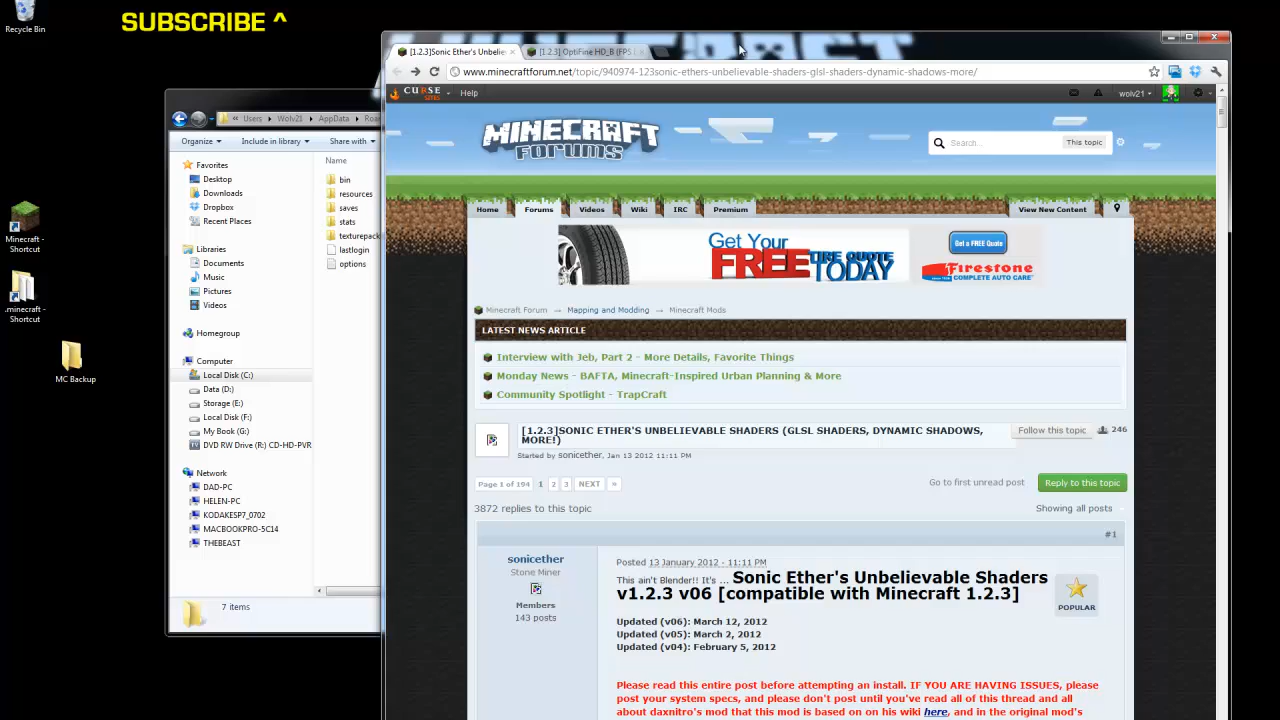 Recycle Bin
SUBSCRIBE ^
Minecraft - Shortcut
.minecraft - Shortcut
MC Backup
« Users Wolv21 AppData Roa
Organize Include in library Share with
Favorites
Desktop
Downloads
Dropbox
Recent Places
Libraries
Documents
Music
Pictures
Videos
Homegroup
Computer
Local Disk (C:)
Data (D:)
Storage (E:)
Local Disk (F:)
My Book (G:)
DVD RW Drive (R:) CD-HD-PVR
Network
DAD-PC
HELEN-PC
KODAKESP7_0702
MACBOOKPRO-5C14
THEBEAST
Name
bin
resources
saves
stats
texturepack
lastlogin
options
7 items
[1.2.3]Sonic Ether's Unbelie
[1.2.3] OptiFine HD_B (FPS
www.minecraftforum.net/topic/940974-123sonic-ethers-unbelievable-shaders-glsl-shaders-dynamic-shadows-more/
CURSE SITES Help wolv21
MINECRAFT FORUMS
Search... This topic
Home Forums Videos Wiki IRC Premium View New Content
Get Your FREE TIRE QUOTE TODAY
Get a FREE Quote
Firestone
COMPLETE AUTO CARE
Minecraft Forum → Mapping and Modding → Minecraft Mods
LATEST NEWS ARTICLE
Interview with Jeb, Part 2 - More Details, Favorite Things
Monday News - BAFTA, Minecraft-Inspired Urban Planning & More
Community Spotlight - TrapCraft
[1.2.3]SONIC ETHER'S UNBELIEVABLE SHADERS (GLSL SHADERS, DYNAMIC SHADOWS,
MORE!)
Started by sonicether, Jan 13 2012 11:11 PM
Follow this topic 246
Page 1 of 194 1 2 3 NEXT »
Go to first unread post Reply to this topic
3872 replies to this topic
Showing all posts
#1
sonicether
Stone Miner
Members
143 posts
Posted 13 January 2012 - 11:11 PM
This ain't Blender!! It's ... Sonic Ether's Unbelievable Shaders
v1.2.3 v06 [compatible with Minecraft 1.2.3]
POPULAR
Updated (v06): March 12, 2012
Updated (v05): March 2, 2012
Updated (v04): February 5, 2012
Please read this entire post before attempting an install. IF YOU ARE HAVING ISSUES, please
post your system specs, and please don't post until you've read all of this thread and all
about daxnitro's mod that this mod is based on on his wiki here, and in the original mod's